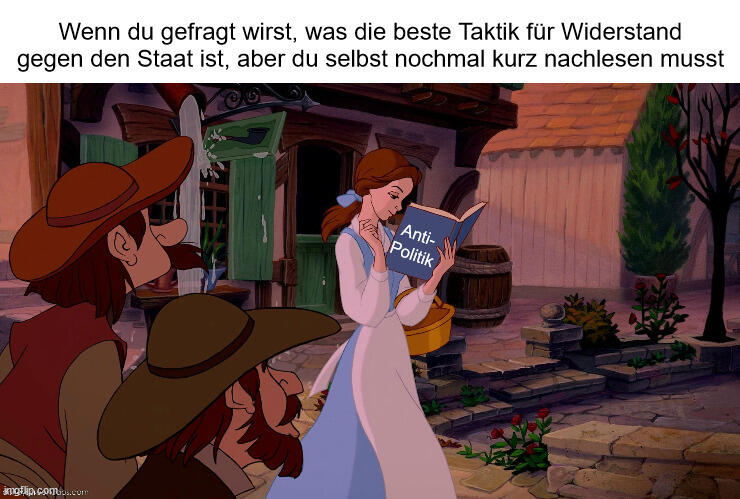 Wenn du gefragt wirst, was die beste Taktik für Widerstand
gegen den Staat ist, aber du selbst nochmal kurz nachlesen musst
Anti-
Politik
imgflip.com